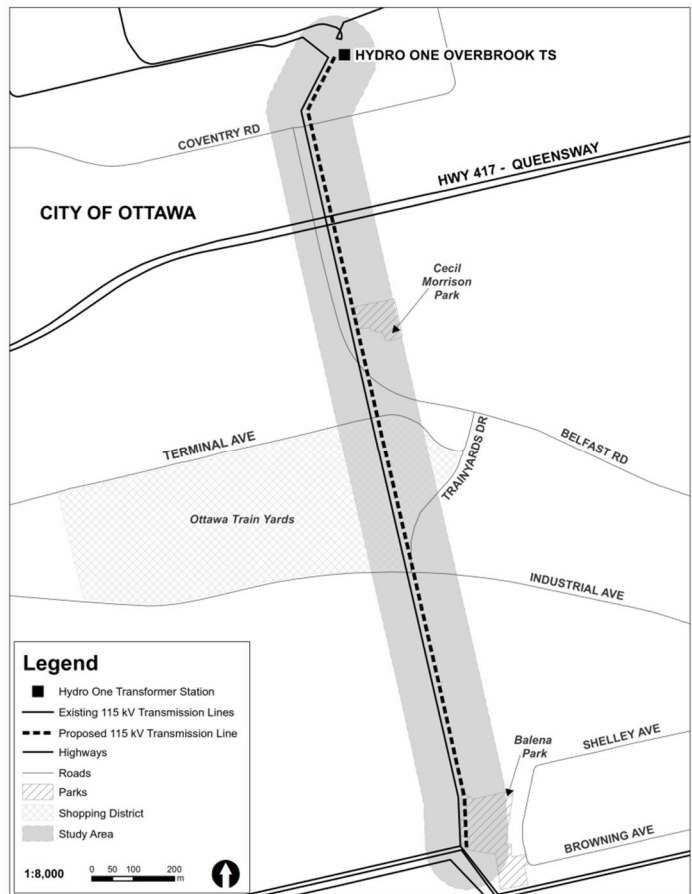 HYDRO ONE OVERBROOK TS
COVENTRY RD
HWY 417 - QUEENSWAY
CITY OF OTTAWA
Cecil
Morrison
Park
TERMINAL AVE
TRAINYARDS DR
BELFAST RD
Ottawa Train Yards
INDUSTRIAL AVE
Balena
Park
SHELLEY AVE
BROWNING AVE
Legend
Hydro One Transformer Station
Existing 115 kV Transmission Lines
Proposed 115 kV Transmission Line
Highways
Roads
Parks
Shopping District
Study Area
1:8,000
0 50 100 200
m